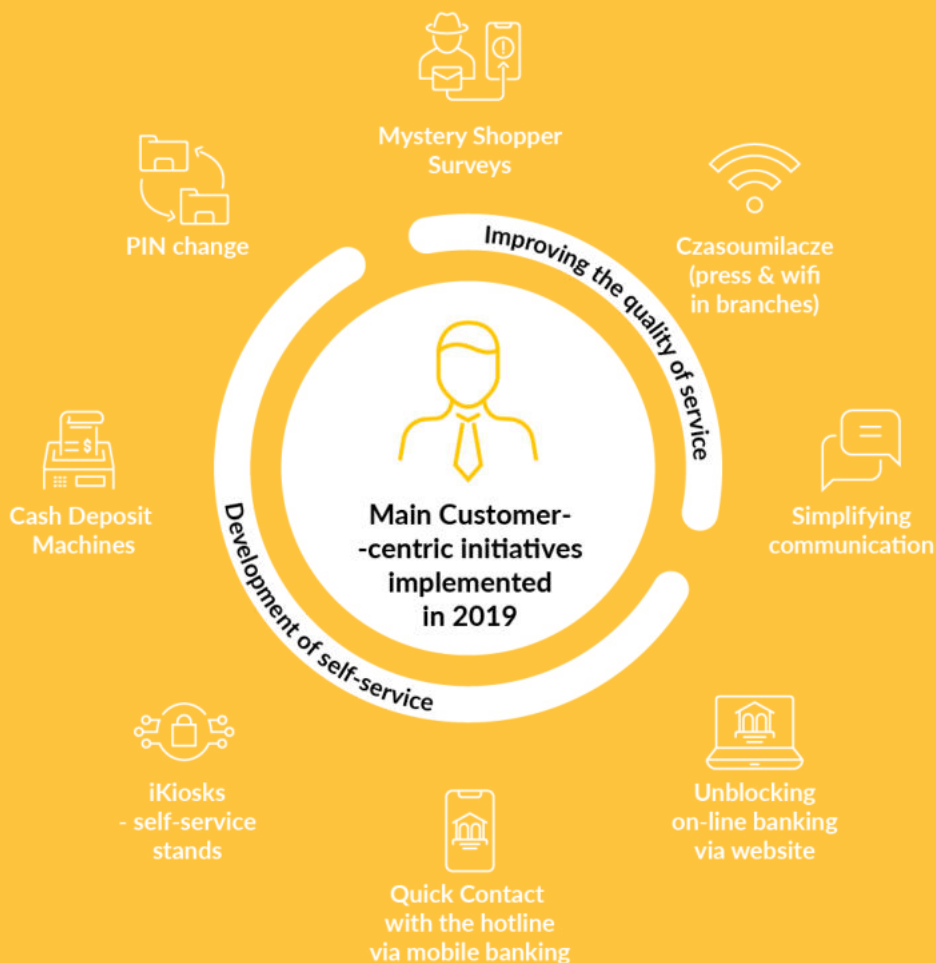 Mystery Shopper
Surveys
PIN change
Czasoumilacze
(press & wifi
in branches)
Improving the quality of service
Cash Deposit
Machines
Main Customer-
-centric initiatives
implemented
in 2019
Simplifying
communication
Development of self-service
iKiosks
- self-service
stands
Unblocking
on-line banking
via website
Quick Contact
with the hotline
via mobile banking
$